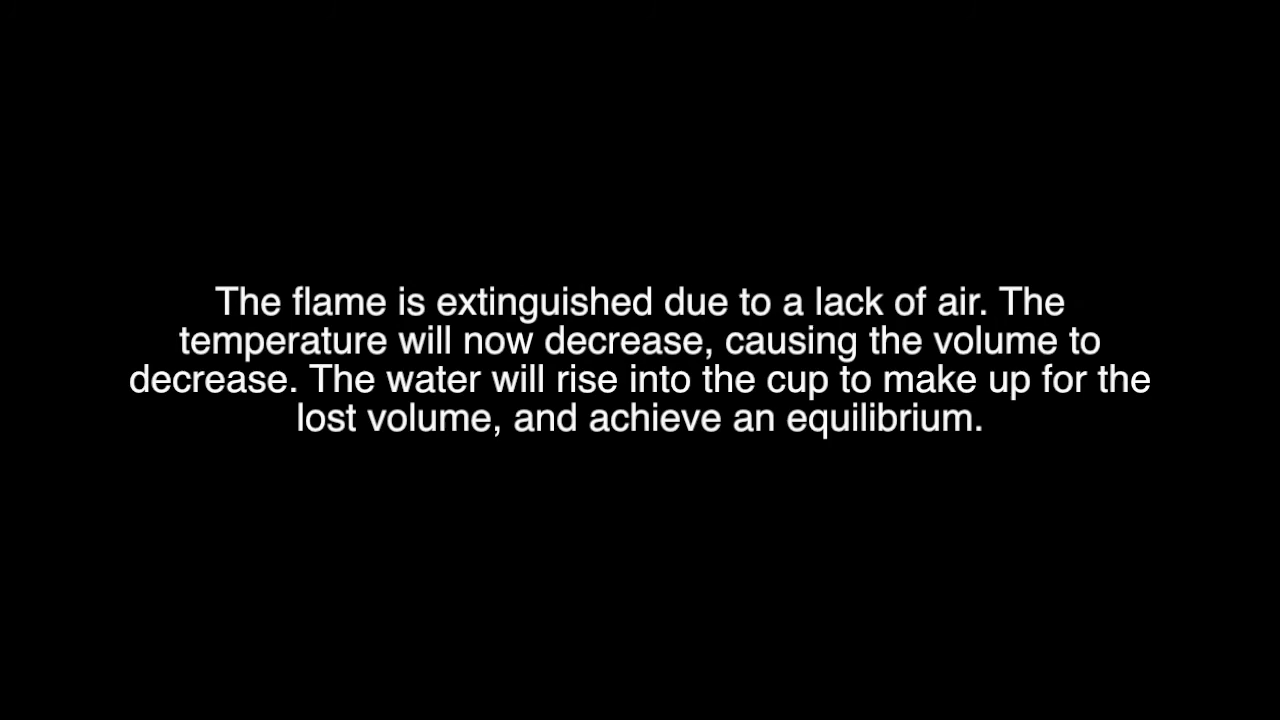 The flame is extinguished due to a lack of air. The
temperature will now decrease, causing the volume to
decrease. The water will rise into the cup to make up for the
lost volume, and achieve an equilibrium.